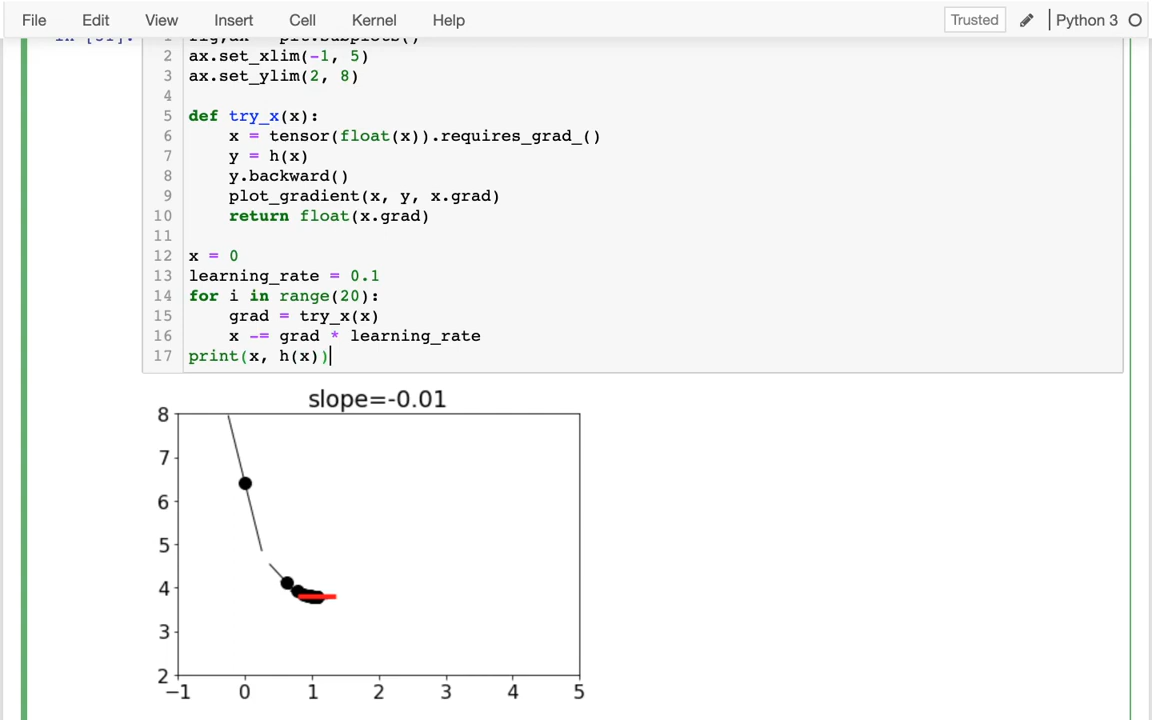 File Edit View Insert Cell Kernel Help Trusted Python 3
2 ax.set_xlim(-1, 5)
3 ax.set_ylim(2, 8)
4
5 def try_x(x):
6 x = tensor(float(x)).requires_grad_()
7 y = h(x)
8 y.backward()
9 plot_gradient(x, y, x.grad)
10 return float(x.grad)
11
12 x = 0
13 learning_rate = 0.1
14 for i in range(20):
15 grad = try_x(x)
16 x -= grad * learning_rate
17 print(x, h(x))
slope=-0.01
8
7
6
5
4
3
2
−1 0 1 2 3 4 5